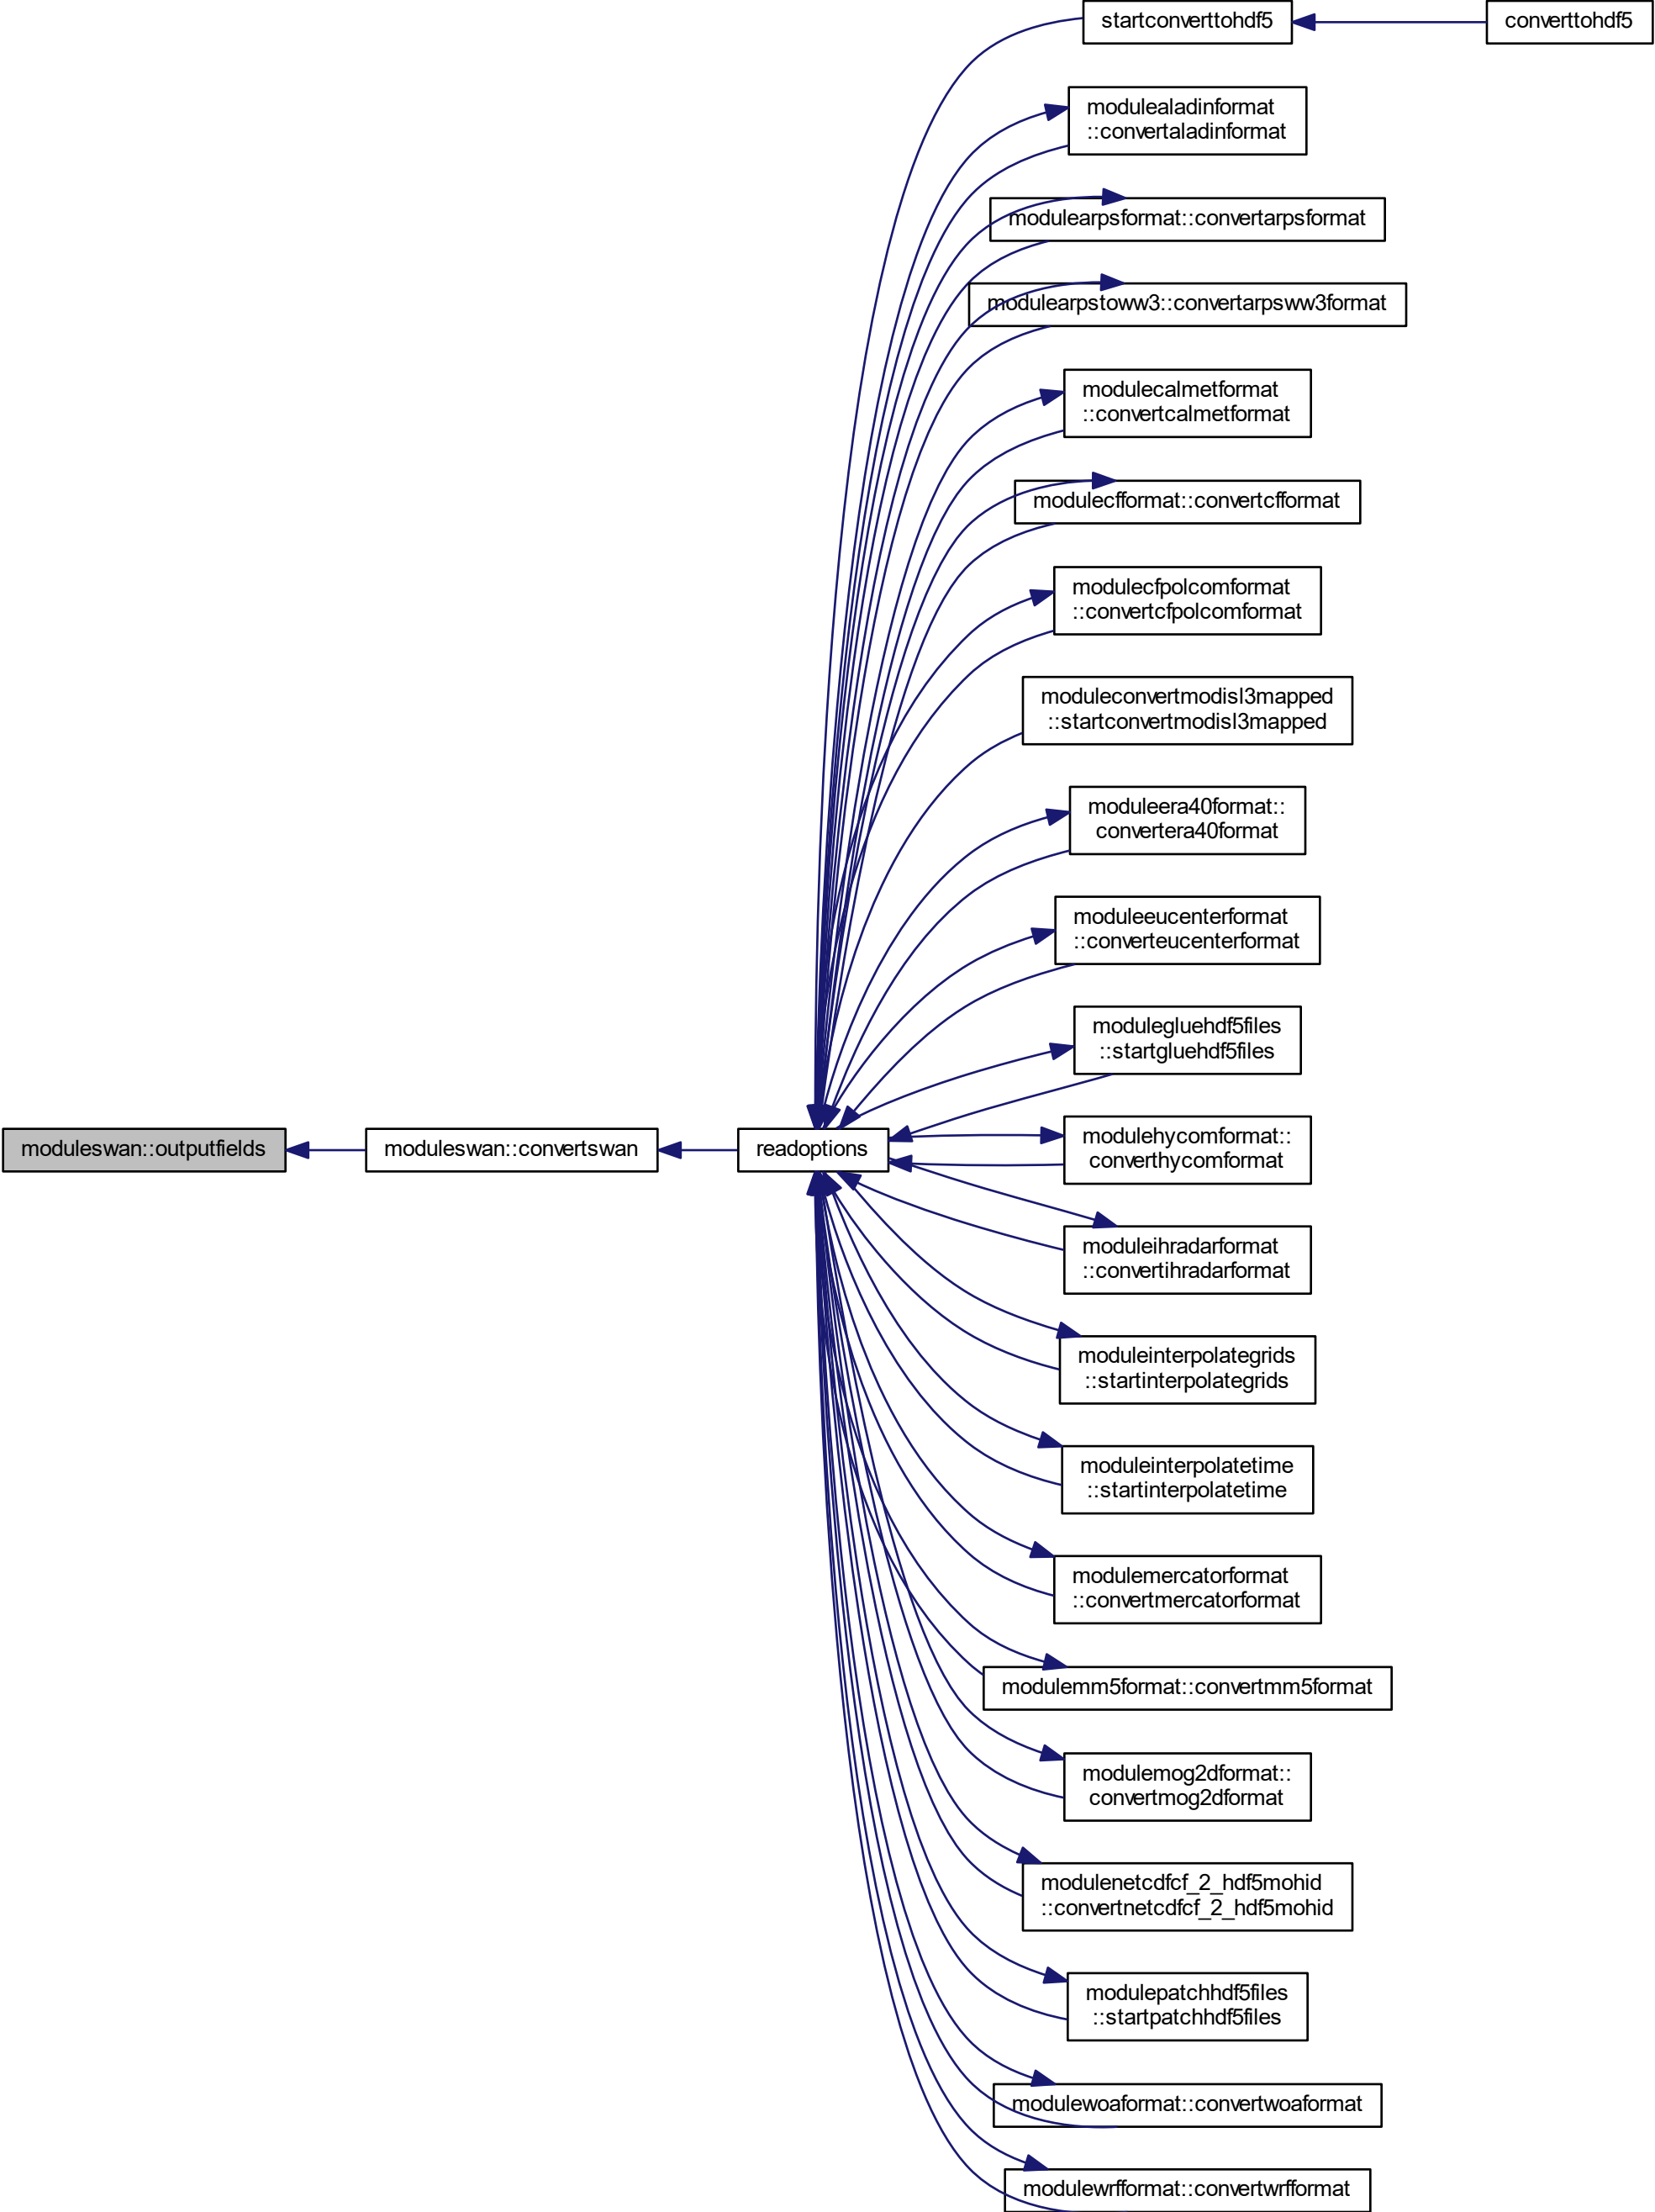 startconverttohdf5
converttohdf5
modulealadinformat
::convertaladinformat
modulearpsformat::convertarpsformat
modulearpstoww3::convertarpsww3format
modulecalmetformat
::convertcalmetformat
modulecfformat::convertcfformat
modulecfpolcomformat
::convertcfpolcomformat
moduleconvertmodisl3mapped
::startconvertmodisl3mapped
moduleera40format::
convertera40format
moduleeucenterformat
::converteucenterformat
modulegluehdf5files
::startgluehdf5files
moduleswan::outputfields
moduleswan::convertswan
readoptions
modulehycomformat::
converthycomformat
moduleihradarformat
::convertihradarformat
moduleinterpolategrids
::startinterpolategrids
moduleinterpolatetime
::startinterpolatetime
modulemercatorformat
::convertmercatorformat
modulemm5format::convertmm5format
modulemog2dformat::
convertmog2dformat
modulenetcdfcf_2_hdf5mohid
::convertnetcdfcf_2_hdf5mohid
modulepatchhdf5files
::startpatchhdf5files
modulewoaformat::convertwoaformat
modulewrfformat::convertwrfformat